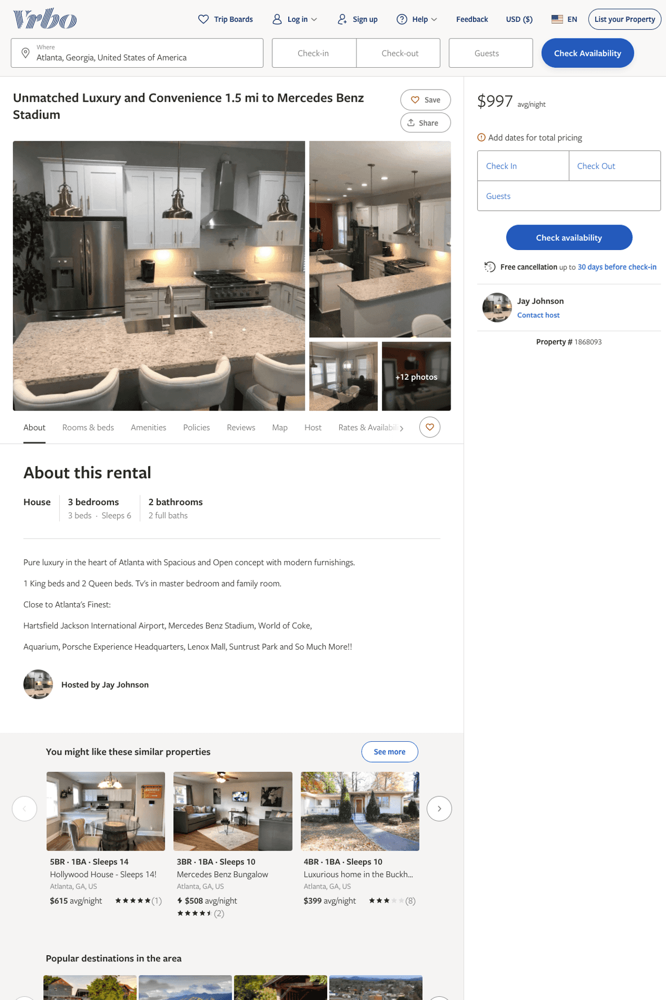 Vrbo
Trip Boards
Log in
Sign up
Help
Feedback
USD ($)
EN
List your Property
Where
Atlanta, Georgia, United States of America
Check-in
Check-out
Guests
Check Availability
Unmatched Luxury and Convenience 1.5 mi to Mercedes Benz
Stadium
Save
Share
+12 photos
$997 avg/night
Add dates for total pricing
Check In
Check Out
Guests
Check availability
Free cancellation up to 30 days before check-in
Jay Johnson
Contact host
Property # 1868093
About
Rooms & beds
Amenities
Policies
Reviews
Map
Host
Rates & Availabili
About this rental
House
3 bedrooms
3 beds · Sleeps 6
2 bathrooms
2 full baths
Pure luxury in the heart of Atlanta with Spacious and Open concept with modern furnishings.
1 King beds and 2 Queen beds. Tv's in master bedroom and family room.
Close to Atlanta's Finest:
Hartsfield Jackson International Airport, Mercedes Benz Stadium, World of Coke,
Aquarium, Porsche Experience Headquarters, Lenox Mall, Suntrust Park and So Much More!!
Hosted by Jay Johnson
You might like these similar properties
See more
5BR · 1BA · Sleeps 14
Hollywood House - Sleeps 14!
Atlanta, GA, US
$615 avg/night
(1)
3BR · 1BA · Sleeps 10
Mercedes Benz Bungalow
Atlanta, GA, US
$508 avg/night
(2)
4BR · 1BA · Sleeps 10
Luxurious home in the Buckh...
Atlanta, GA, US
$399 avg/night
(8)
Popular destinations in the area